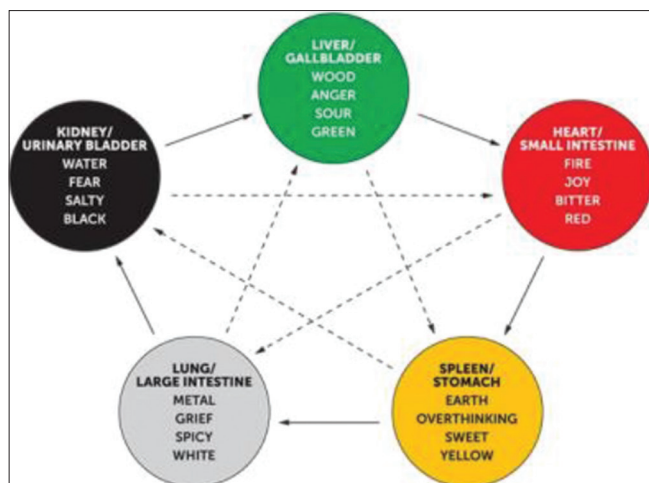 LIVER/
GALLBLADDER
WOOD
ANGER
SOUR
GREEN
KIDNEY/
URINARY BLADDER
WATER
FEAR
SALTY
BLACK
HEART/
SMALL INTESTINE
FIRE
JOY
BITTER
RED
LUNG/
LARGE INTESTINE
METAL
GRIEF
SPICY
WHITE
SPLEEN/
STOMACH
EARTH
OVERTHINKING
SWEET
YELLOW